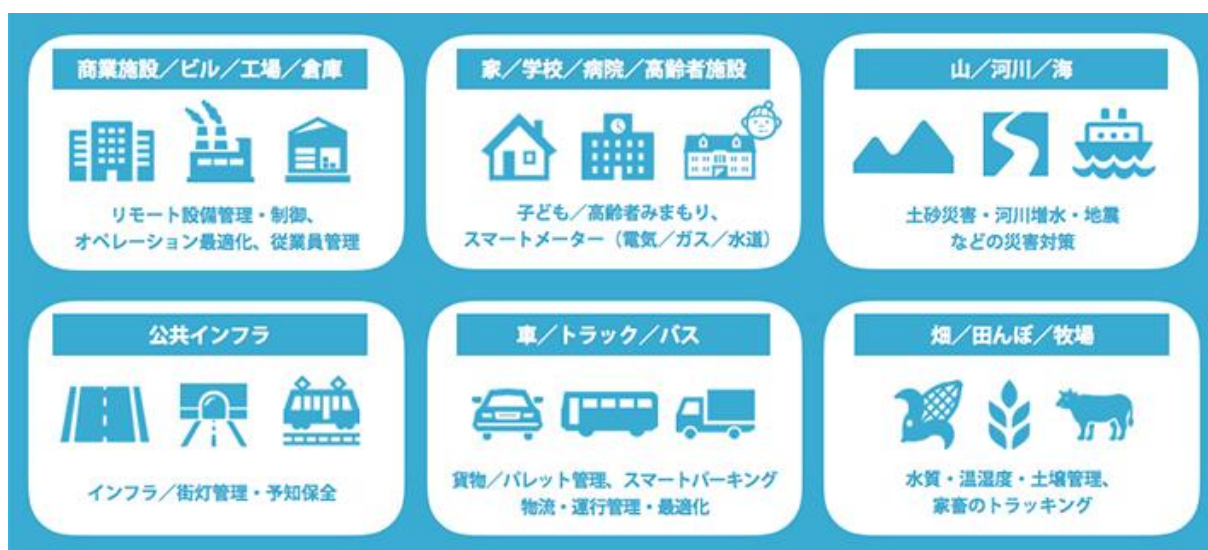 商業施設／ビル／工場／倉庫
リモート設備管理・制御、
オペレーション最適化、従業員管理
家／学校／病院／高齢者施設
子ども／高齢者みまもり、
スマートメーター（電気／ガス／水道）
山／河川／海
土砂災害・河川増水・地震
などの災害対策
公共インフラ
インフラ／街灯管理・予知保全
車／トラック／バス
貨物／パレット管理、スマートパーキング
物流・運行管理・最適化
畑／田んぼ／牧場
水質・温湿度・土壌管理、
家畜のトラッキング